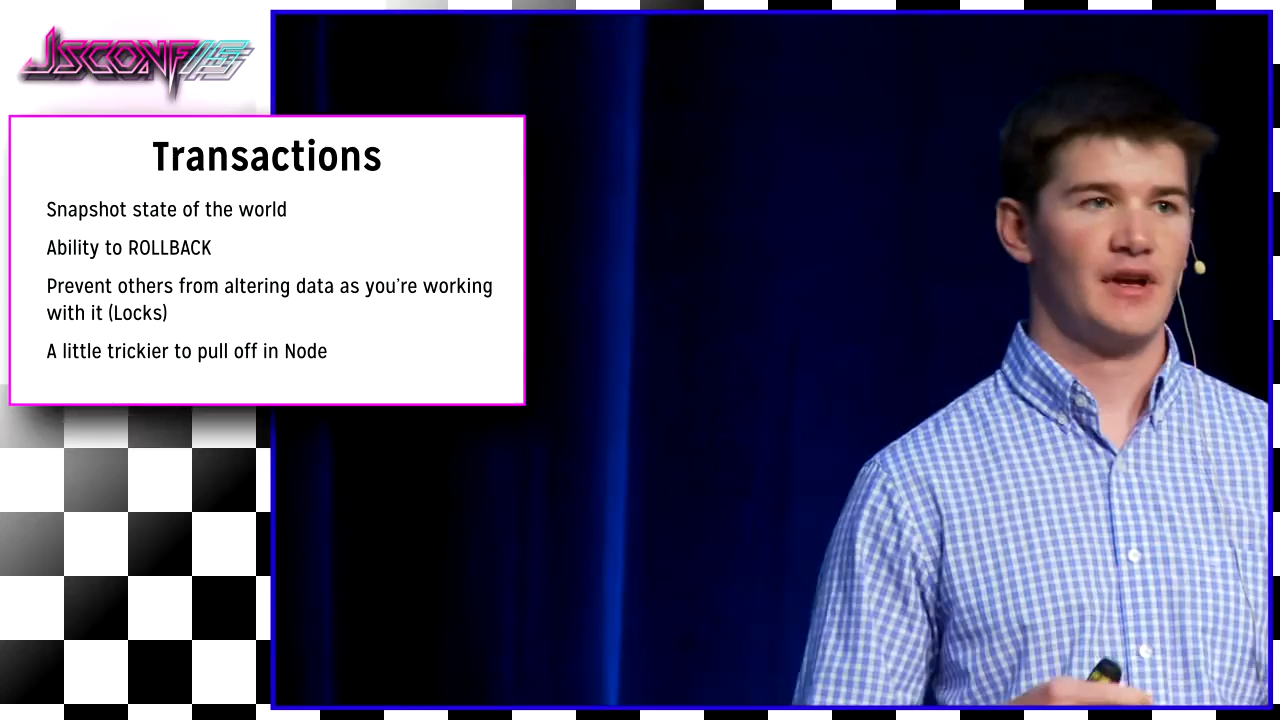 JSCONF15
Transactions
Snapshot state of the world
Ability to ROLLBACK
Prevent others from altering data as you're working
with it (Locks)
A little trickier to pull off in Node